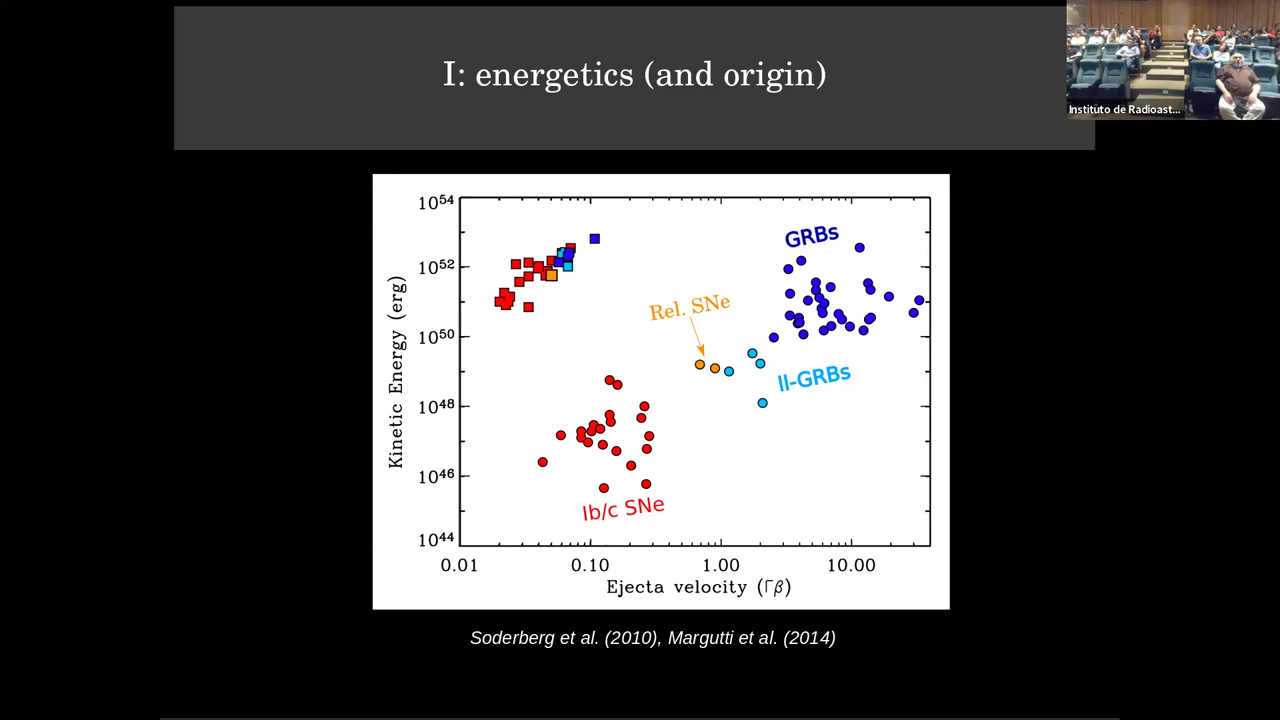 I: energetics (and origin)
Instituto de Radioast...
10^54
10^52
10^50
10^48
10^46
10^44
Kinetic Energy (erg)
GRBs
Rel. SNe
ll-GRBs
Ib/c SNe
0.01
0.10
1.00
10.00
Ejecta velocity (Γβ)
Soderberg et al. (2010), Margutti et al. (2014)